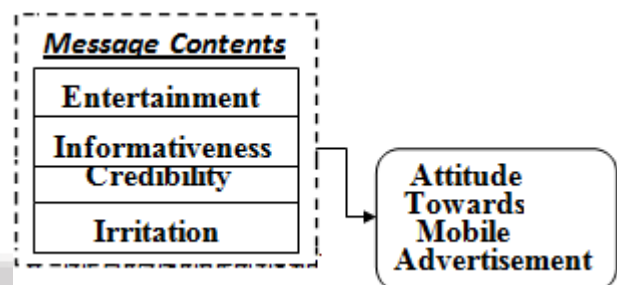 Message Contents
Entertainment
Informativeness
Credibility
Irritation
Attitude
Towards
Mobile
Advertisement